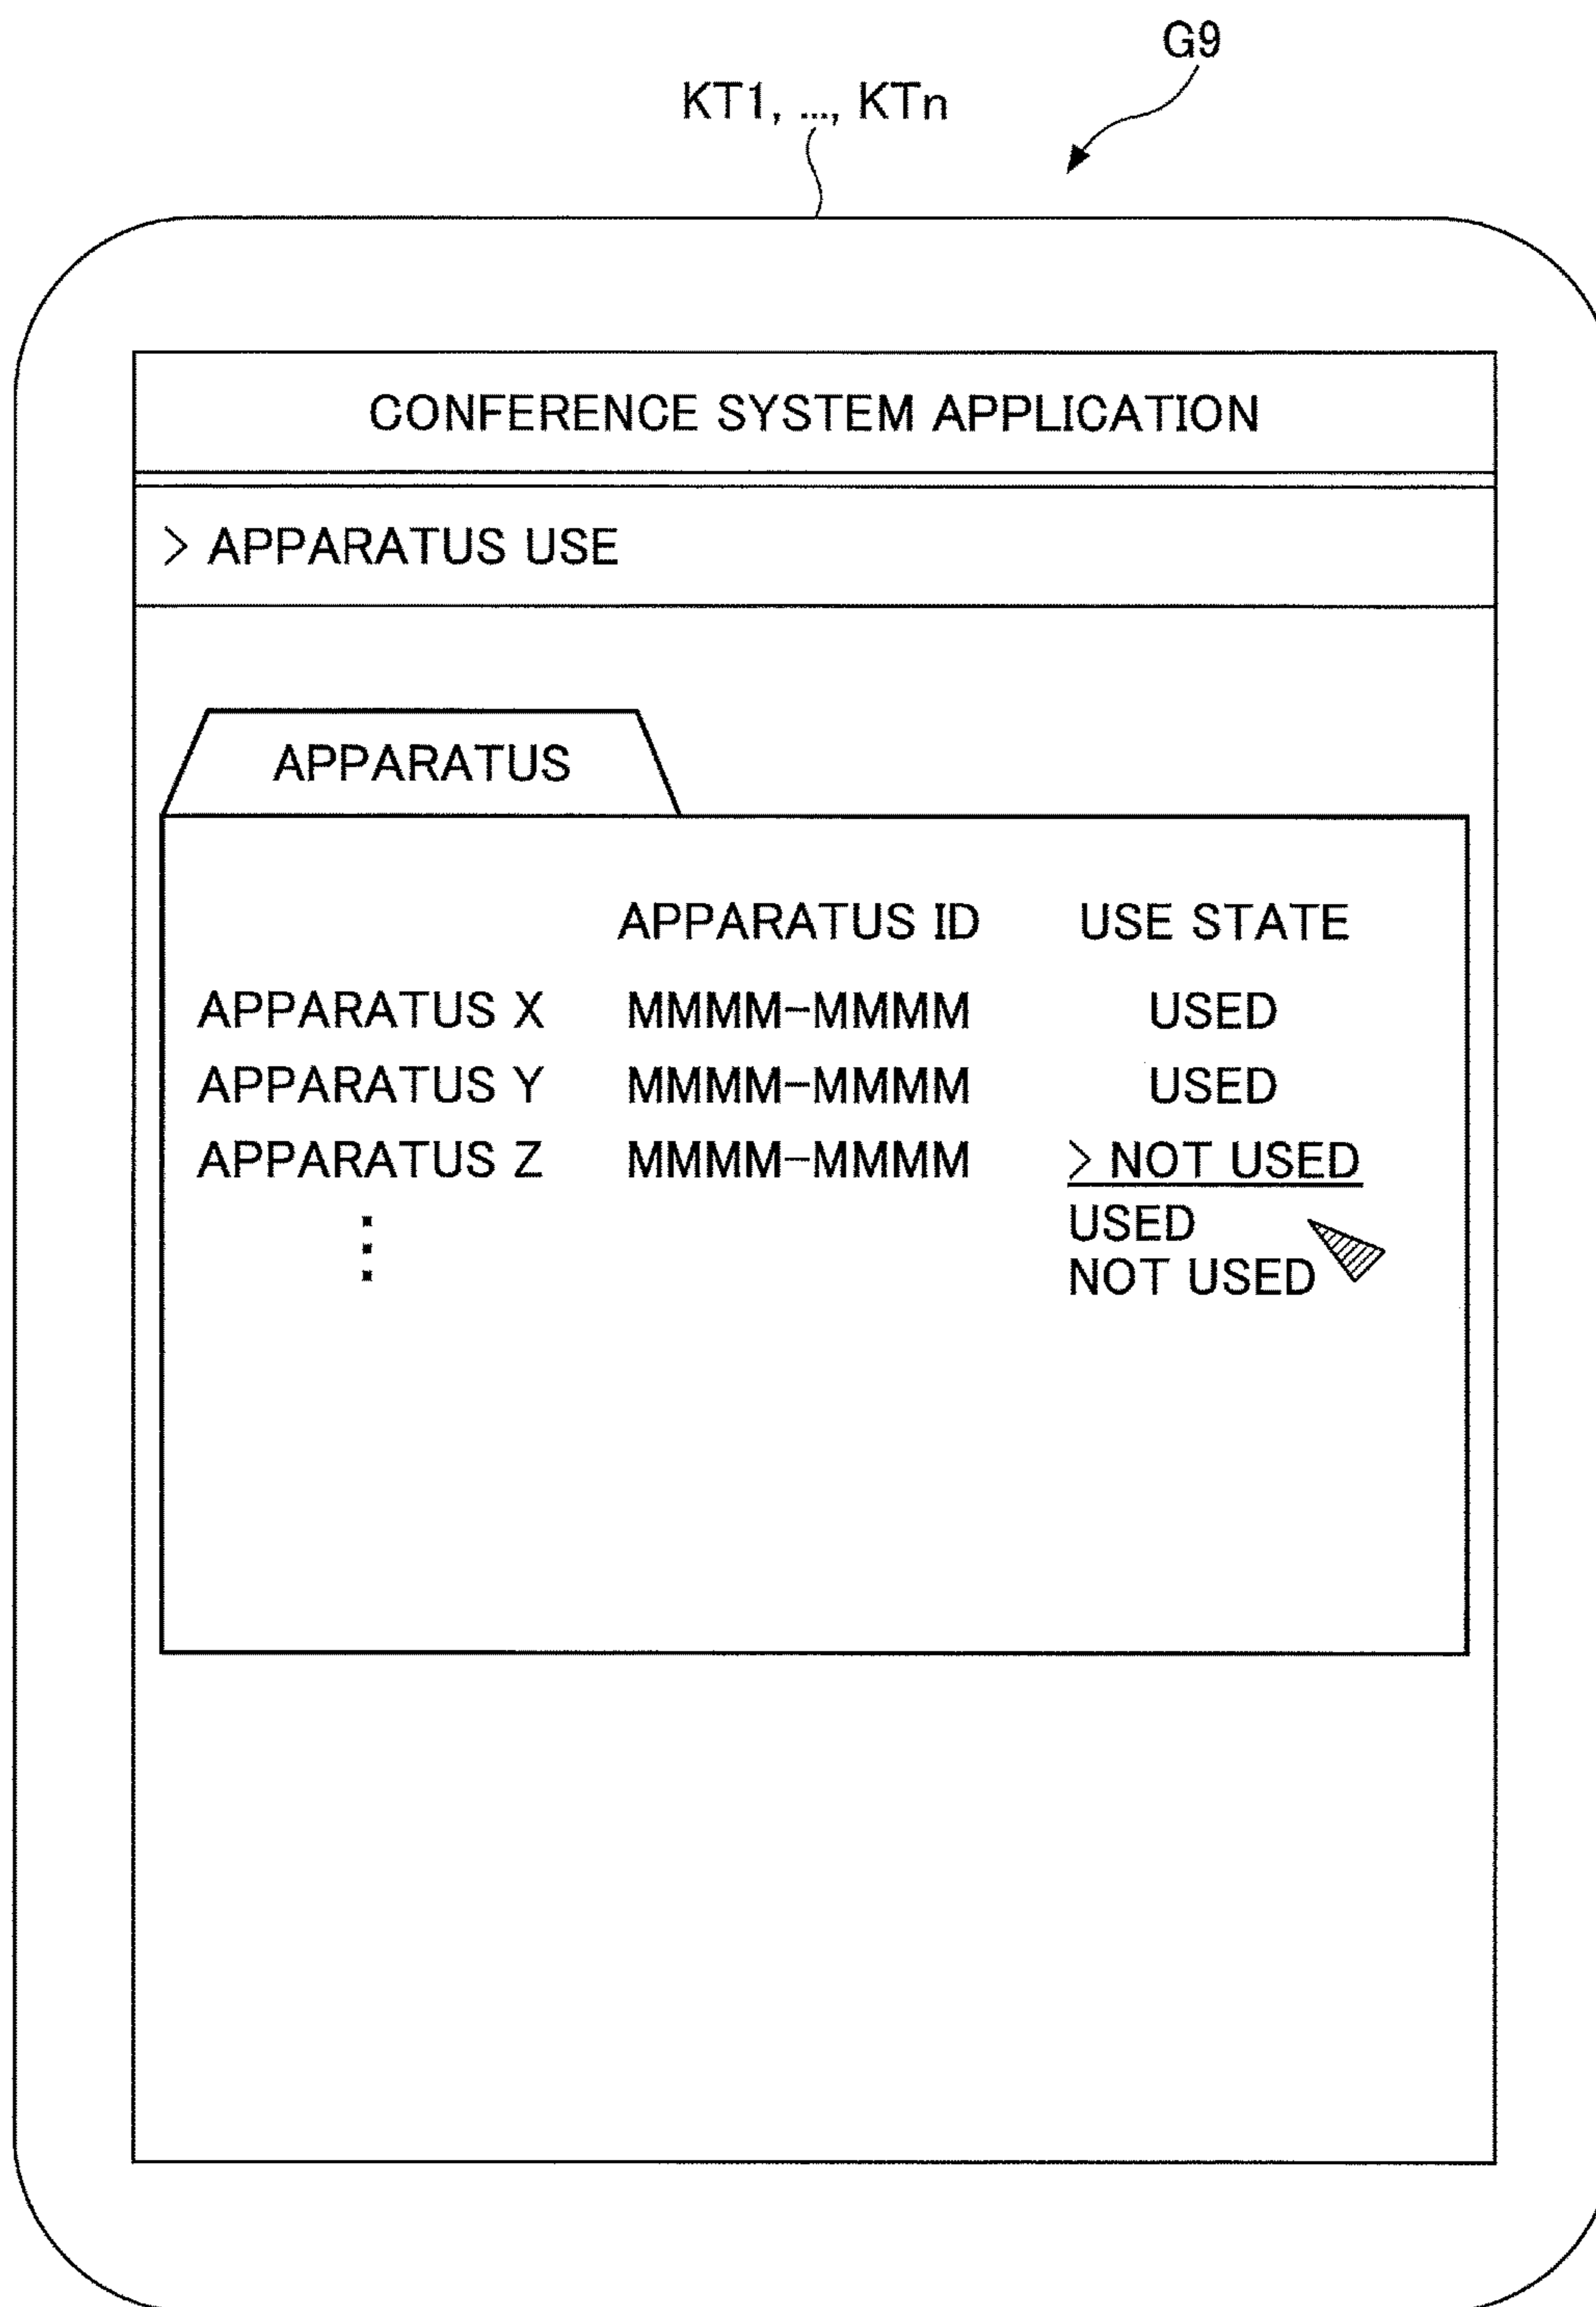 G9
KT1, ..., KTn
CONFERENCE SYSTEM APPLICATION
> APPARATUS USE
APPARATUS
APPARATUS ID USE STATE
APPARATUS X MMMM-MMMM USED
APPARATUS Y MMMM-MMMM USED
APPARATUS Z MMMM-MMMM > NOT USED
USED
NOT USED